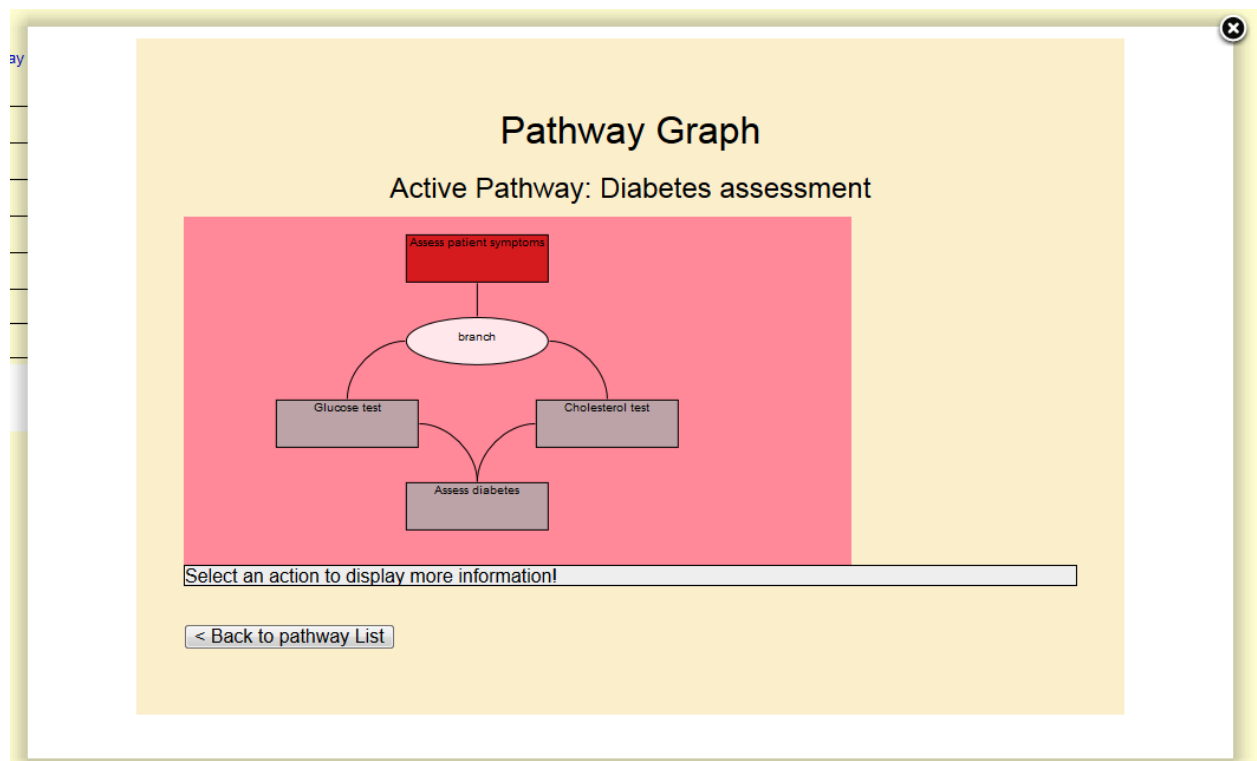 ay
Pathway Graph
Active Pathway: Diabetes assessment
Assess patient symptoms
branch
Glucose test
Cholesterol test
Assess diabetes
Select an action to display more information!
< Back to pathway List